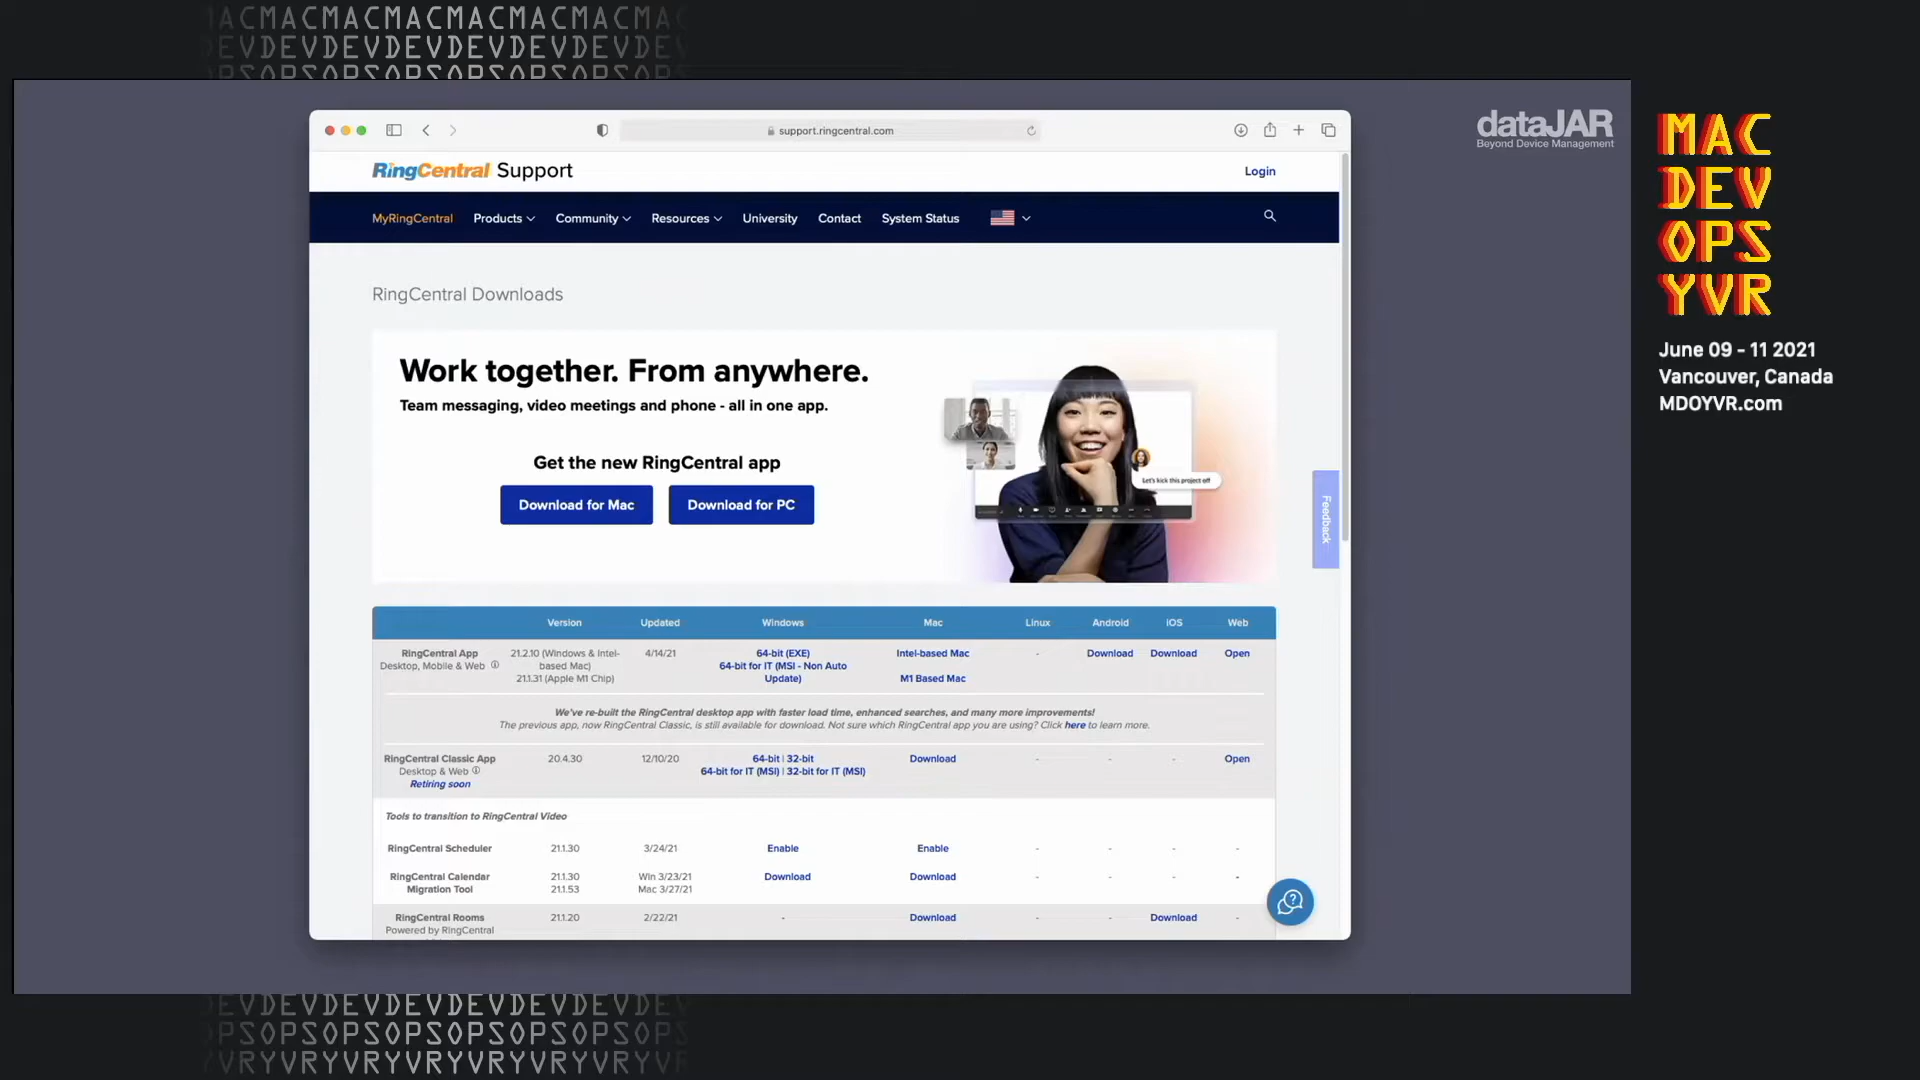 MACMACMACMACMACMACMACMACMACMA
DEVDEVDEVDEVDEVDEVDEVDEVDEV
dataJAR
Beyond Device Management
MAC
DEV
OPS
YVR
June 09 - 11 2021
Vancouver, Canada
MDOYVR.com
support.ringcentral.com
RingCentral Support
Login
MyRingCentral Products Community Resources University Contact System Status
RingCentral Downloads
Work together. From anywhere.
Team messaging, video meetings and phone - all in one app.
Get the new RingCentral app
Download for Mac Download for PC
Let's kick this project off
Feedback
Version Updated Windows Mac Linux Android iOS Web
RingCentral App 21.2.10 (Windows & Intel- 4/14/21 64-bit (EXE) Intel-based Mac - Download Download Open
Desktop, Mobile & Web based Mac) 64-bit for IT (MSI - Non Auto
21.1.31 (Apple M1 Chip) Update) M1 Based Mac
We've re-built the RingCentral desktop app with faster load time, enhanced searches, and many more improvements!
The previous app, now RingCentral Classic, is still available for download. Not sure which RingCentral app you are using? Click here to learn more.
RingCentral Classic App 20.4.30 12/10/20 64-bit | 32-bit Download - - - Open
Desktop & Web 64-bit for IT (MSI) | 32-bit for IT (MSI)
Retiring soon
Tools to transition to RingCentral Video
RingCentral Scheduler 21.1.30 3/24/21 Enable Enable - - - -
RingCentral Calendar 21.1.30 Win 3/23/21 Download Download - - - -
Migration Tool 21.1.53 Mac 3/27/21
RingCentral Rooms 21.1.20 2/22/21 - Download - - Download -
Powered by RingCentral